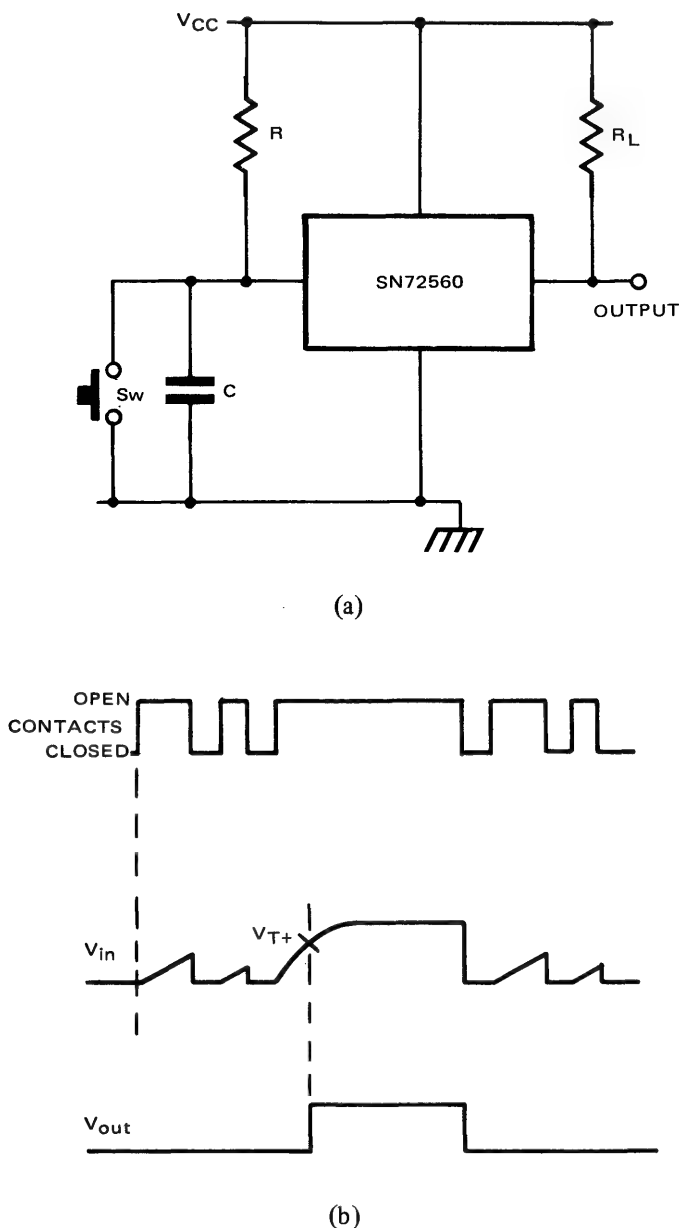 VCC
R
RL
SN72560
OUTPUT
Sw
C
(a)
OPEN
CONTACTS
CLOSED
VT+
Vin
Vout
(b)